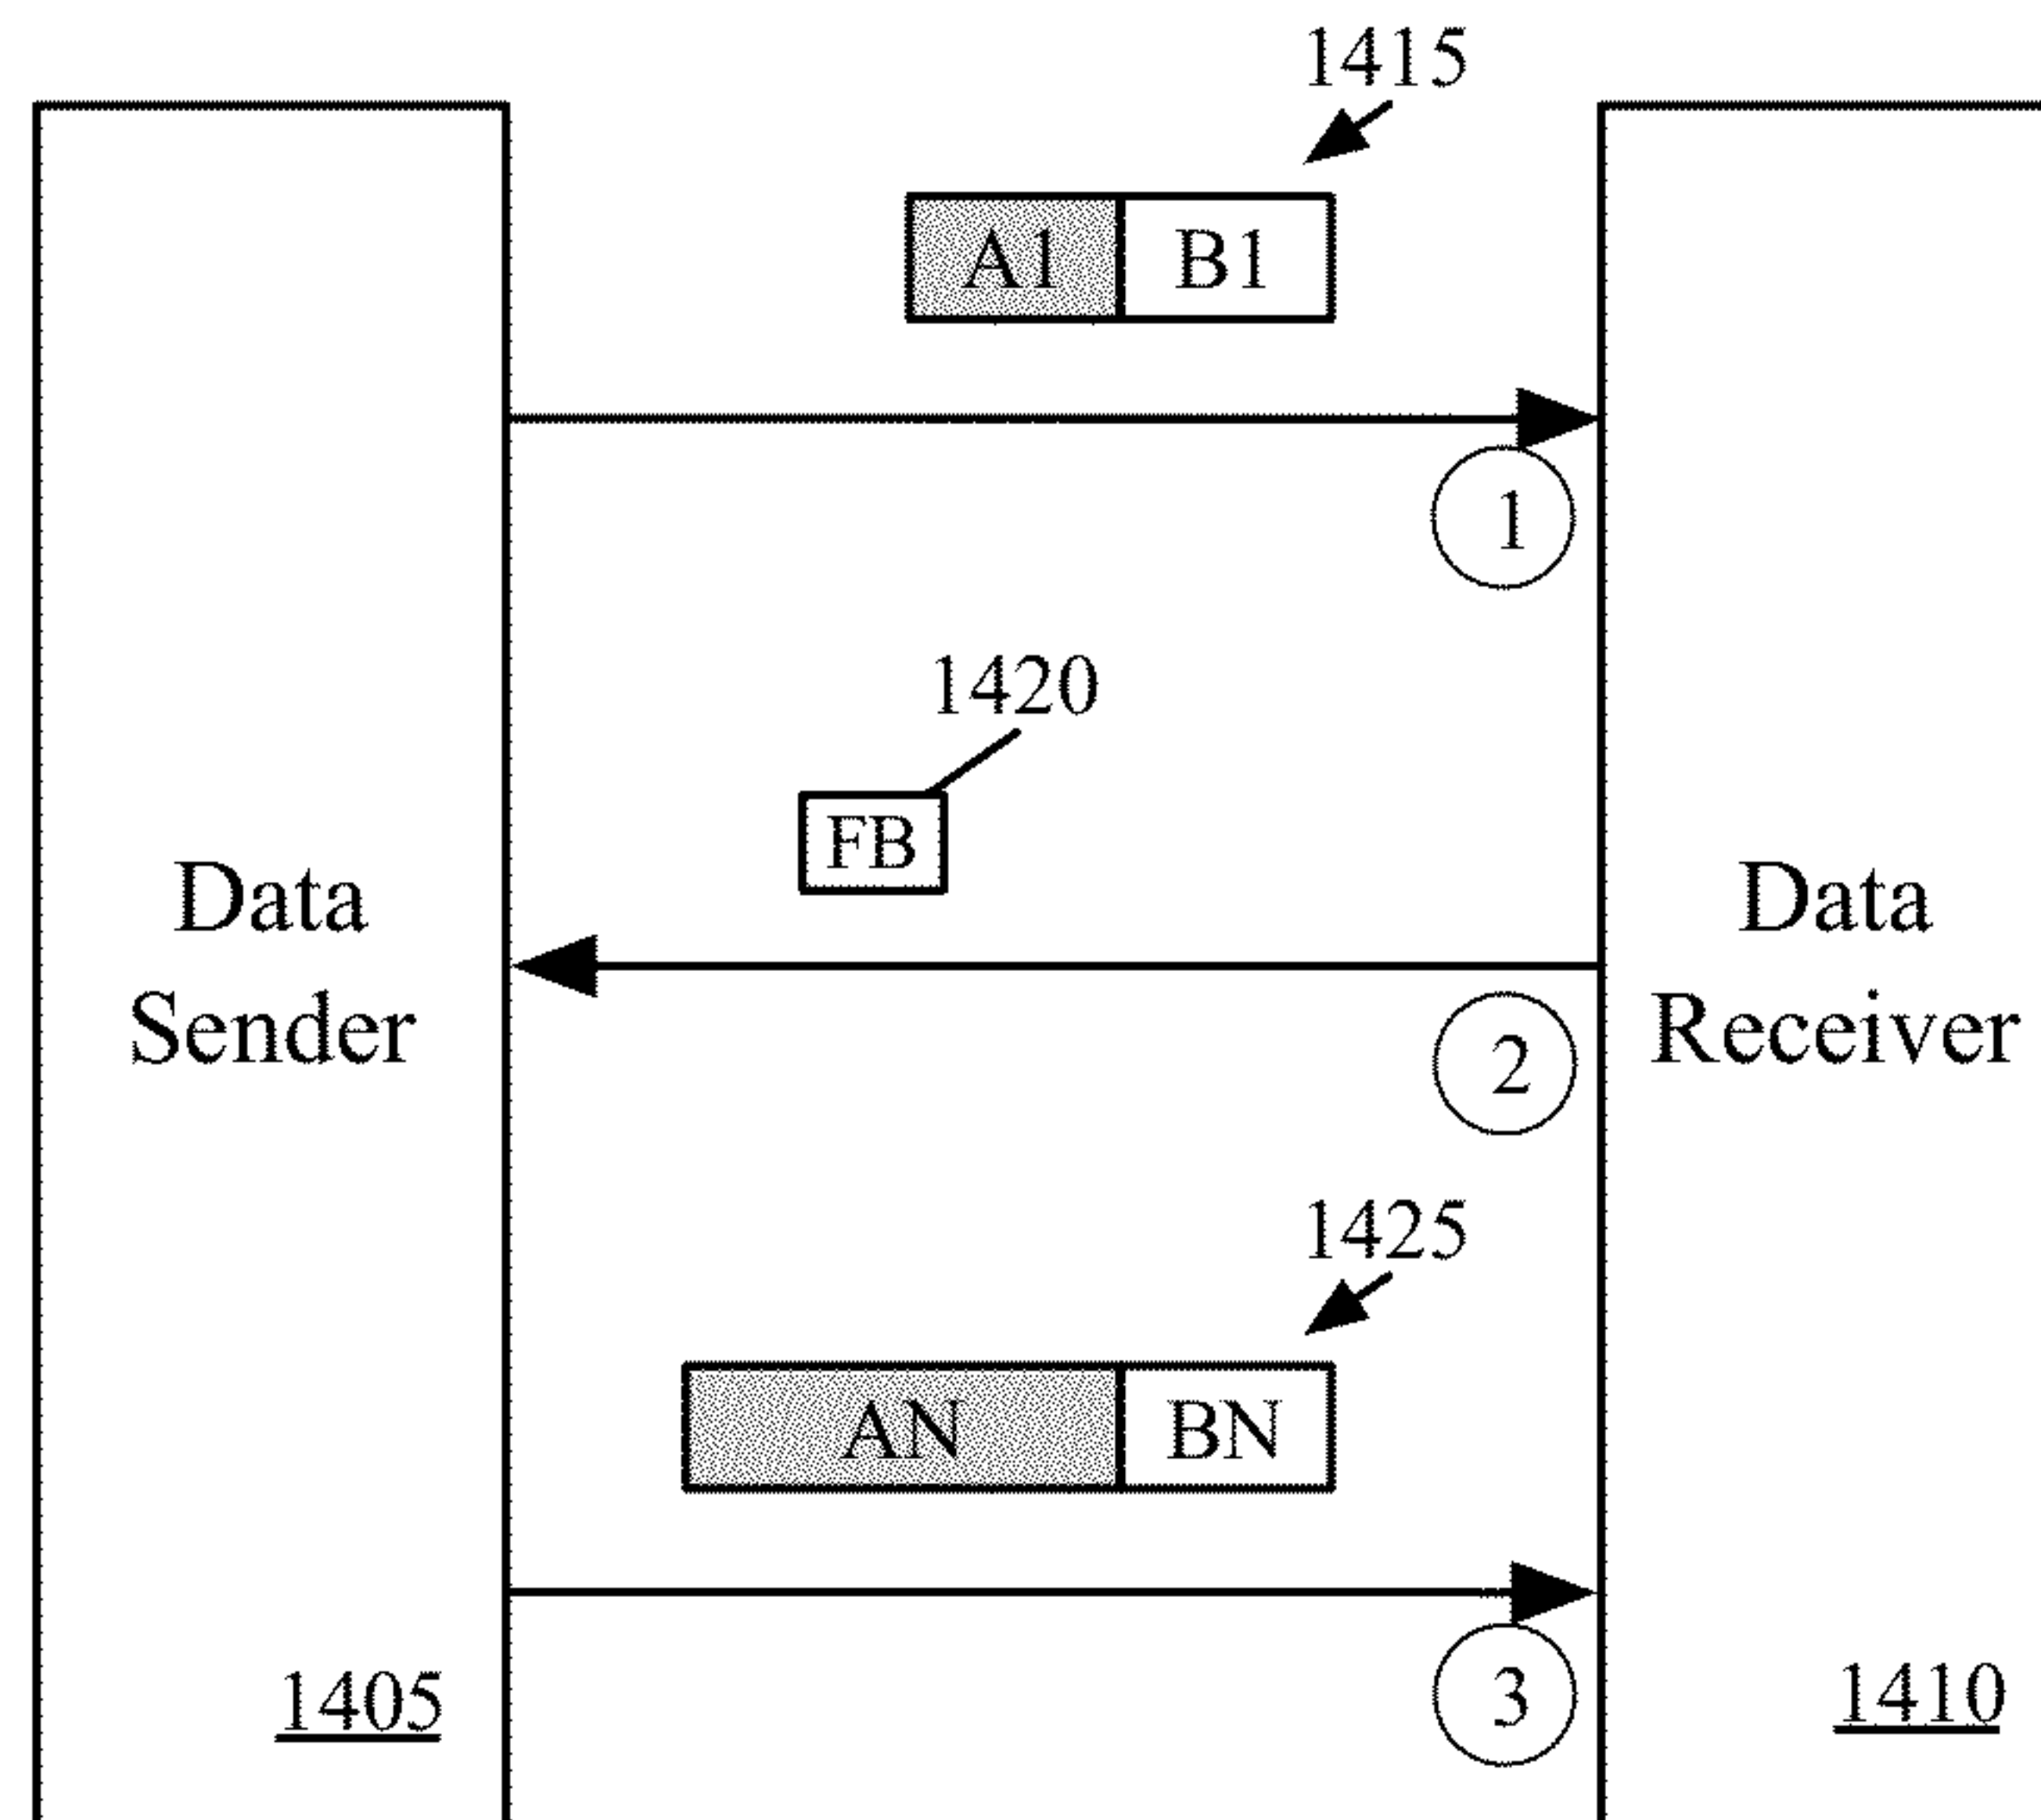 1415
A1 B1
1
1420
FB
Data
Sender
Data
Receiver
2
1425
AN BN
3
1405
1410